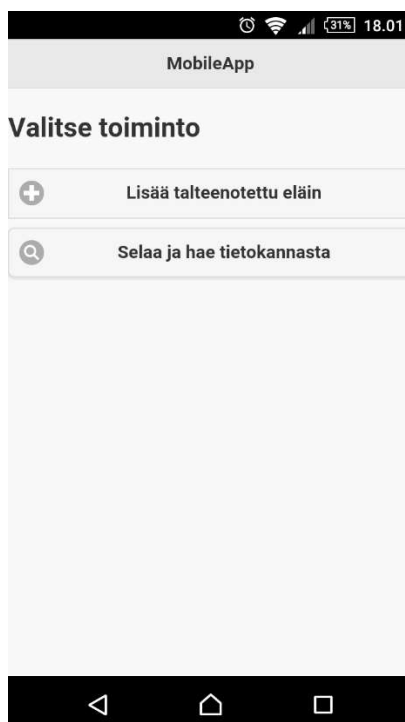 31% 18.01
MobileApp
Valitse toiminto
Lisää talteenotettu eläin
Selaa ja hae tietokannasta